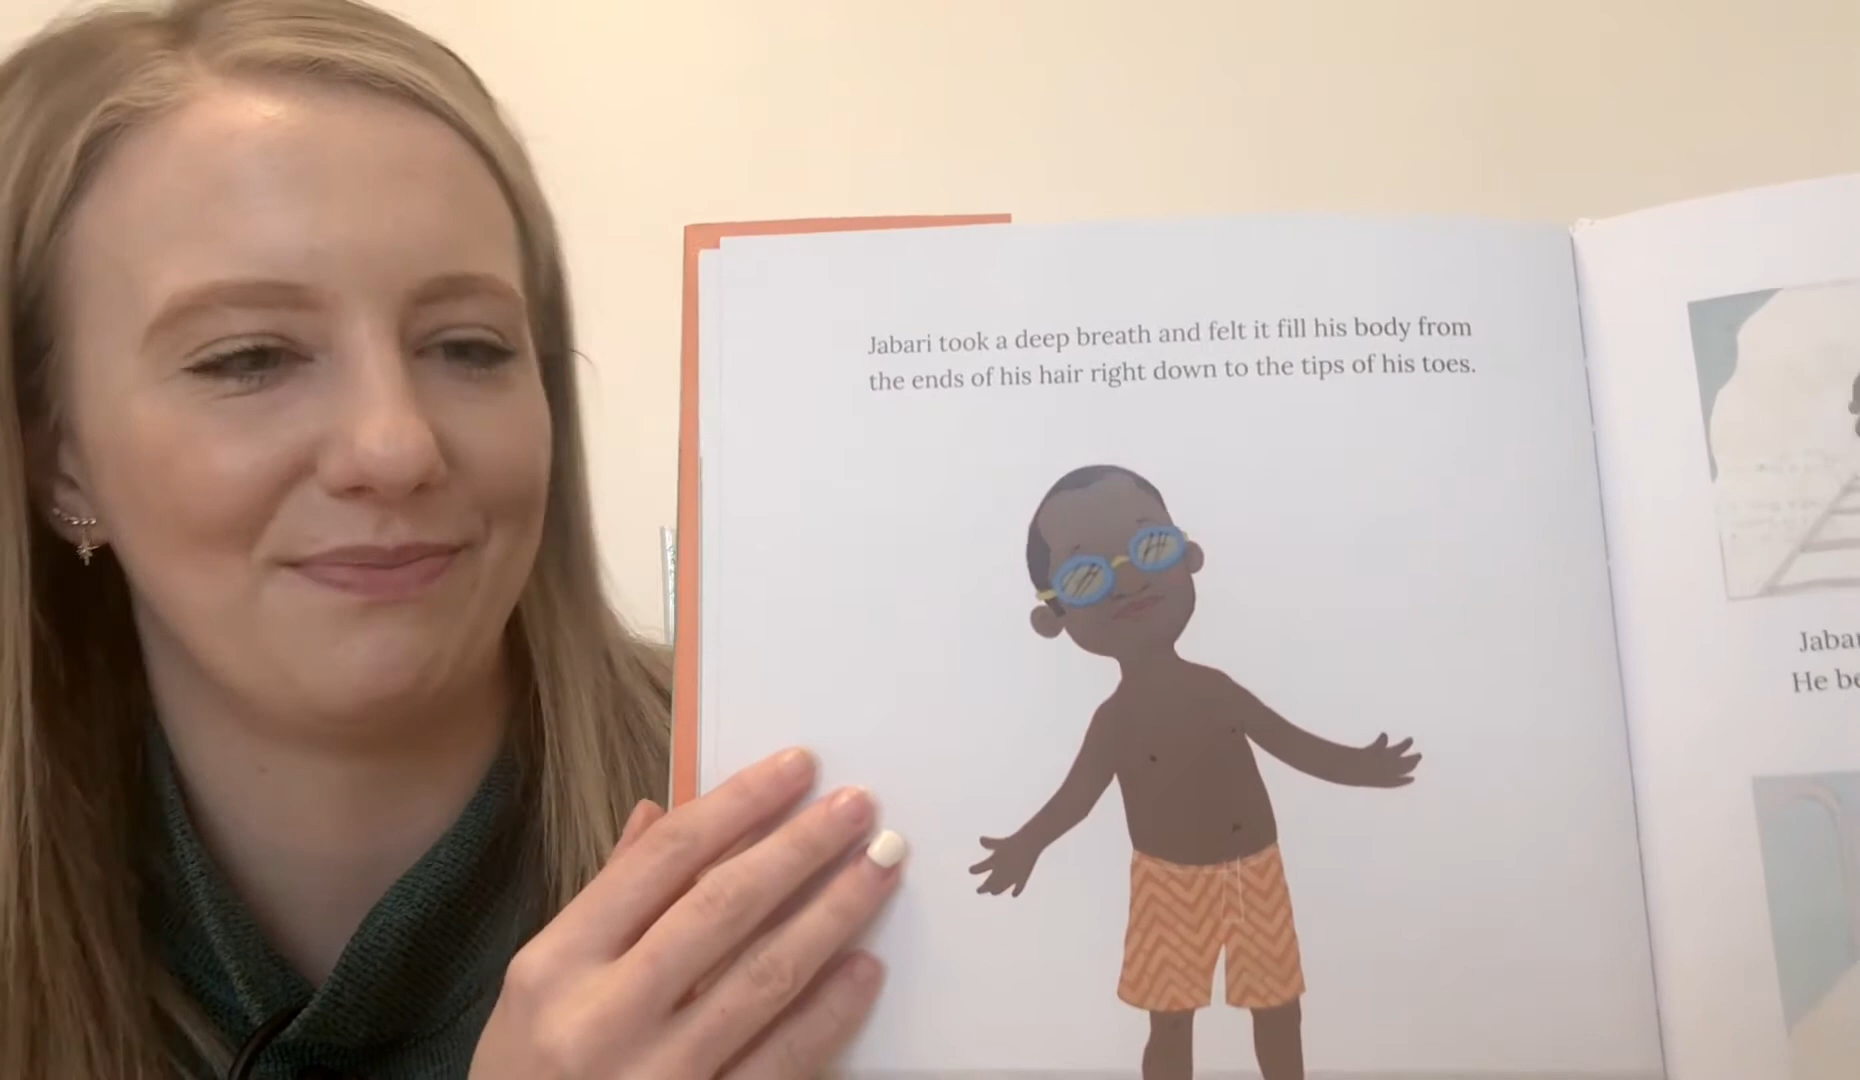 Jabari took a deep breath and felt it fill his body from
the ends of his hair right down to the tips of his toes.
He